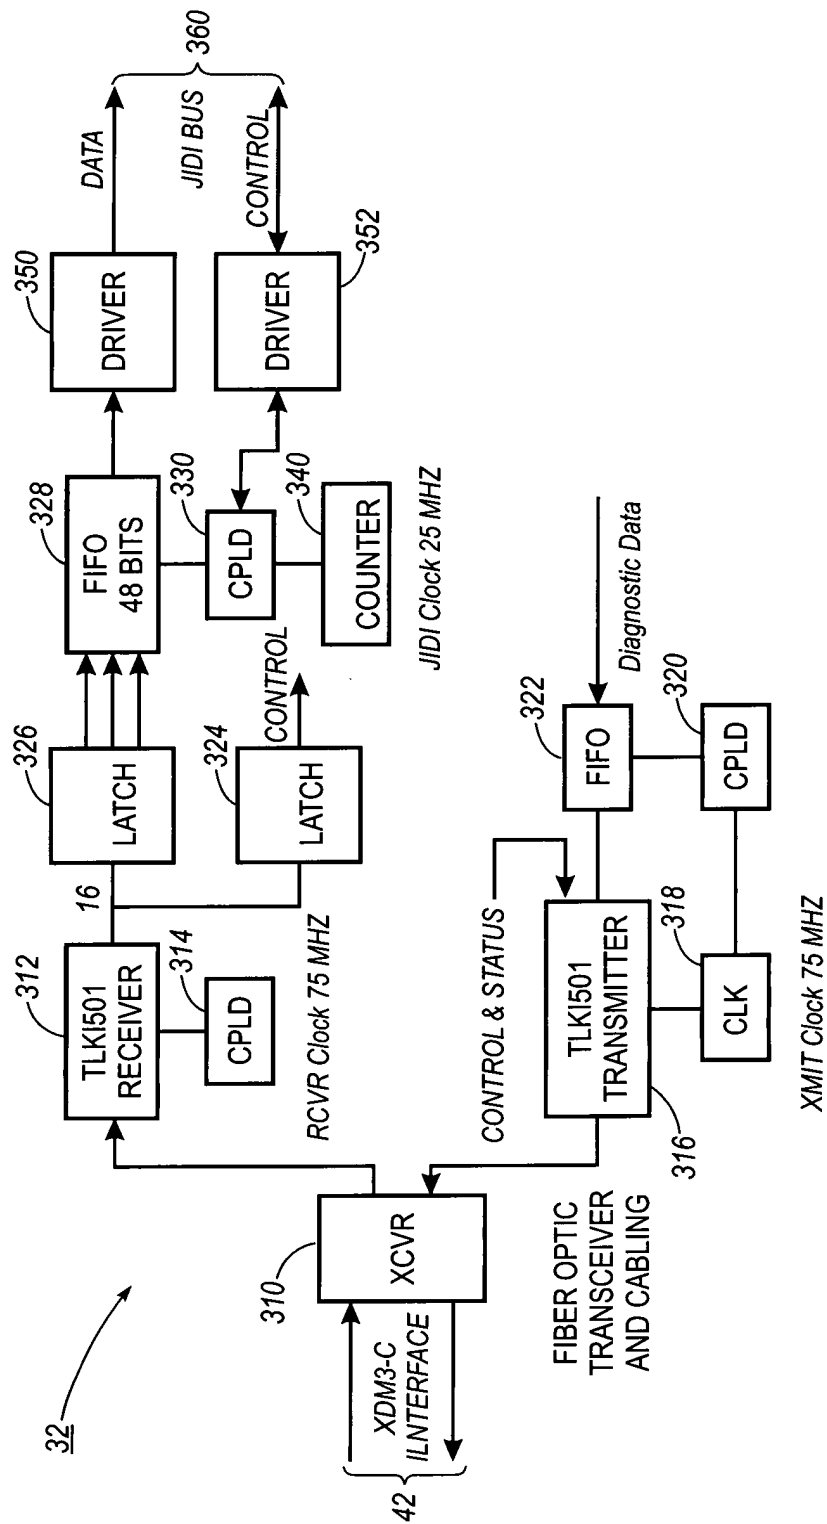 32
42
XDM3-C
ILNTERFACE
310
XCVR
FIBER OPTIC
TRANSCEIVER
AND CABLING
312
TLKI501
RECEIVER
314
CPLD
RCVR Clock 75 MHZ
16
326
LATCH
324
LATCH
CONTROL
328
FIFO
48 BITS
330
CPLD
340
COUNTER
JIDI Clock 25 MHZ
350
DRIVER
352
DRIVER
DATA
JIDI BUS
CONTROL
360
CONTROL & STATUS
316
TLKI501
TRANSMITTER
318
CLK
XMIT Clock 75 MHZ
322
FIFO
320
CPLD
Diagnostic Data